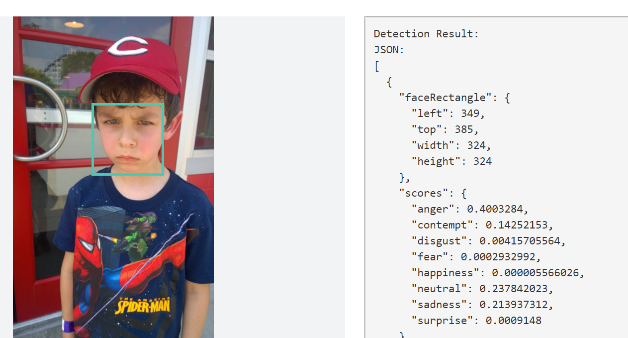 C
THE AMAZING
SPIDER-MAN
Detection Result:
JSON:
[
{
"faceRectangle": {
"left": 349,
"top": 385,
"width": 324,
"height": 324
},
"scores": {
"anger": 0.4003284,
"contempt": 0.14252153,
"disgust": 0.00415705564,
"fear": 0.0002932992,
"happiness": 0.000005566026,
"neutral": 0.237842023,
"sadness": 0.213937312,
"surprise": 0.0009148
}